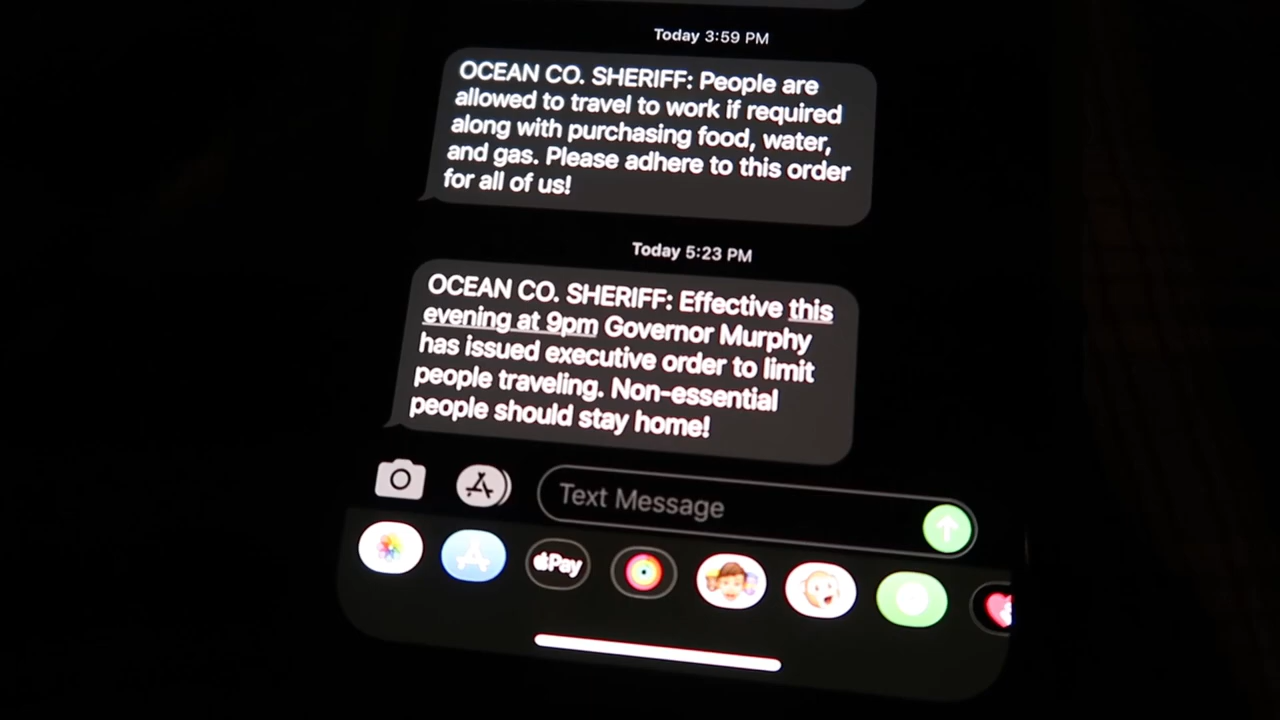 Today 3:59 PM
OCEAN CO. SHERIFF: People are
allowed to travel to work if required
along with purchasing food, water,
and gas. Please adhere to this order
for all of us!
Today 5:23 PM
OCEAN CO. SHERIFF: Effective this
evening at 9pm Governor Murphy
has issued executive order to limit
people traveling. Non-essential
people should stay home!
Text Message
Pay